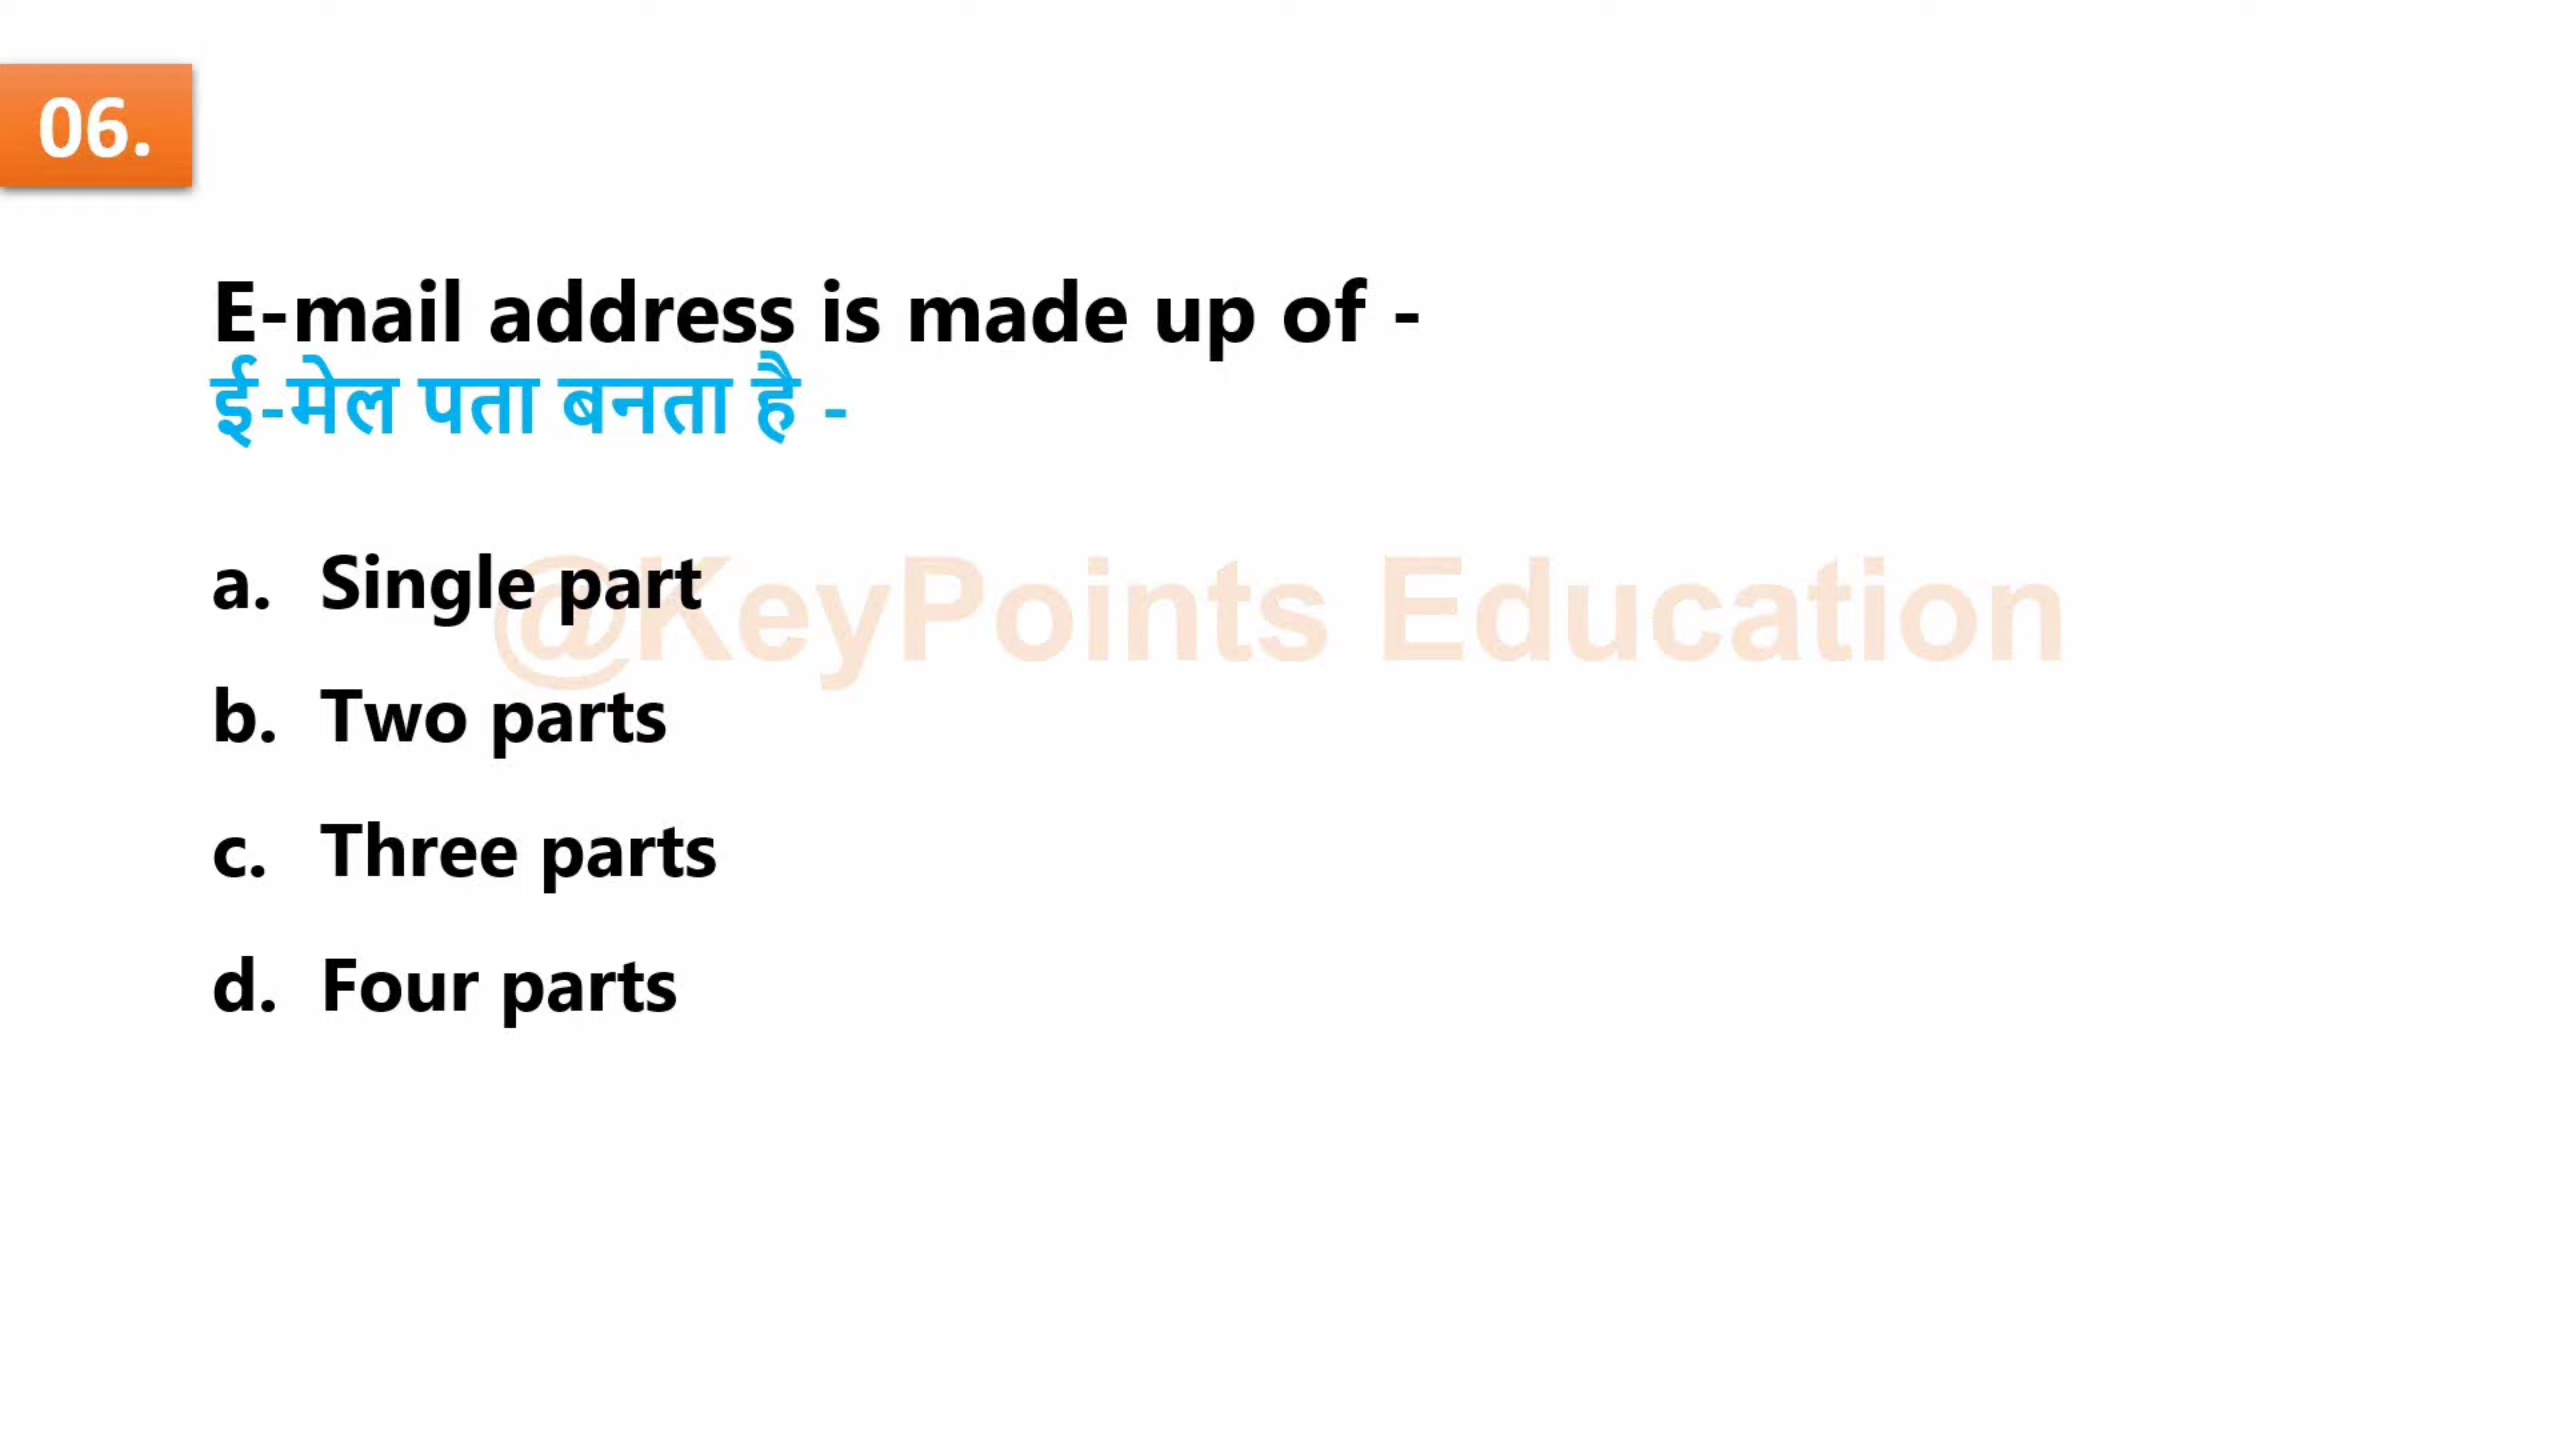 06.
E-mail address is made up of -
ई-मेल पता बनता है -
a. Single part
@KeyPoints Education
b. Two parts
c. Three parts
d. Four parts